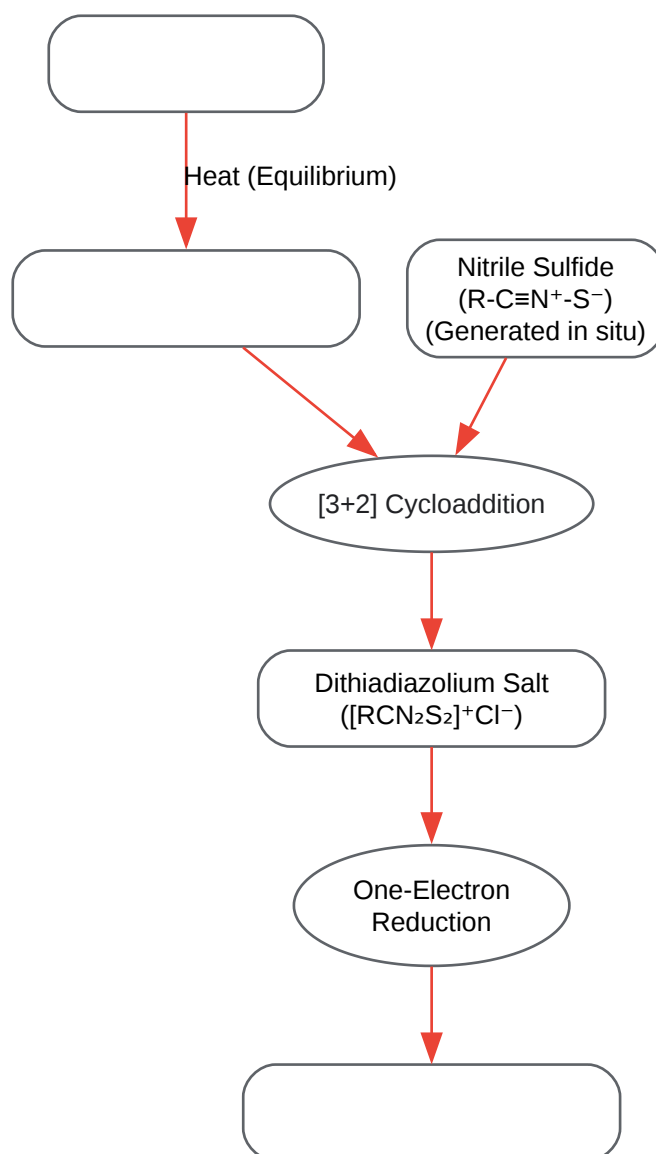 Heat (Equilibrium)
Nitrile Sulfide
(R-C≡N⁺-S⁻)
(Generated in situ)
[3+2] Cycloaddition
Dithiadiazolium Salt
([RCN₂S₂]⁺Cl⁻)
One-Electron
Reduction